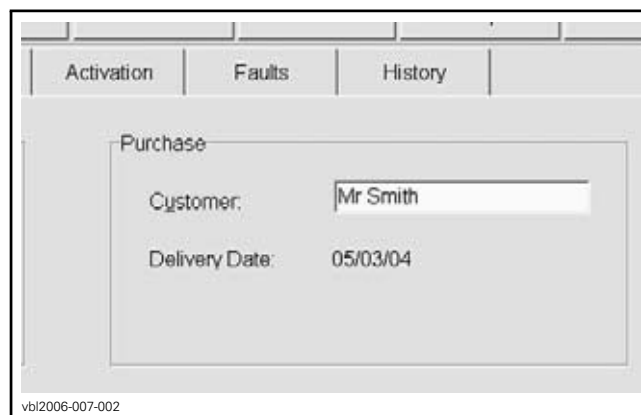 Activation Faults History
Purchase
Customer: Mr Smith
Delivery Date: 05/03/04
vbl2006-007-002